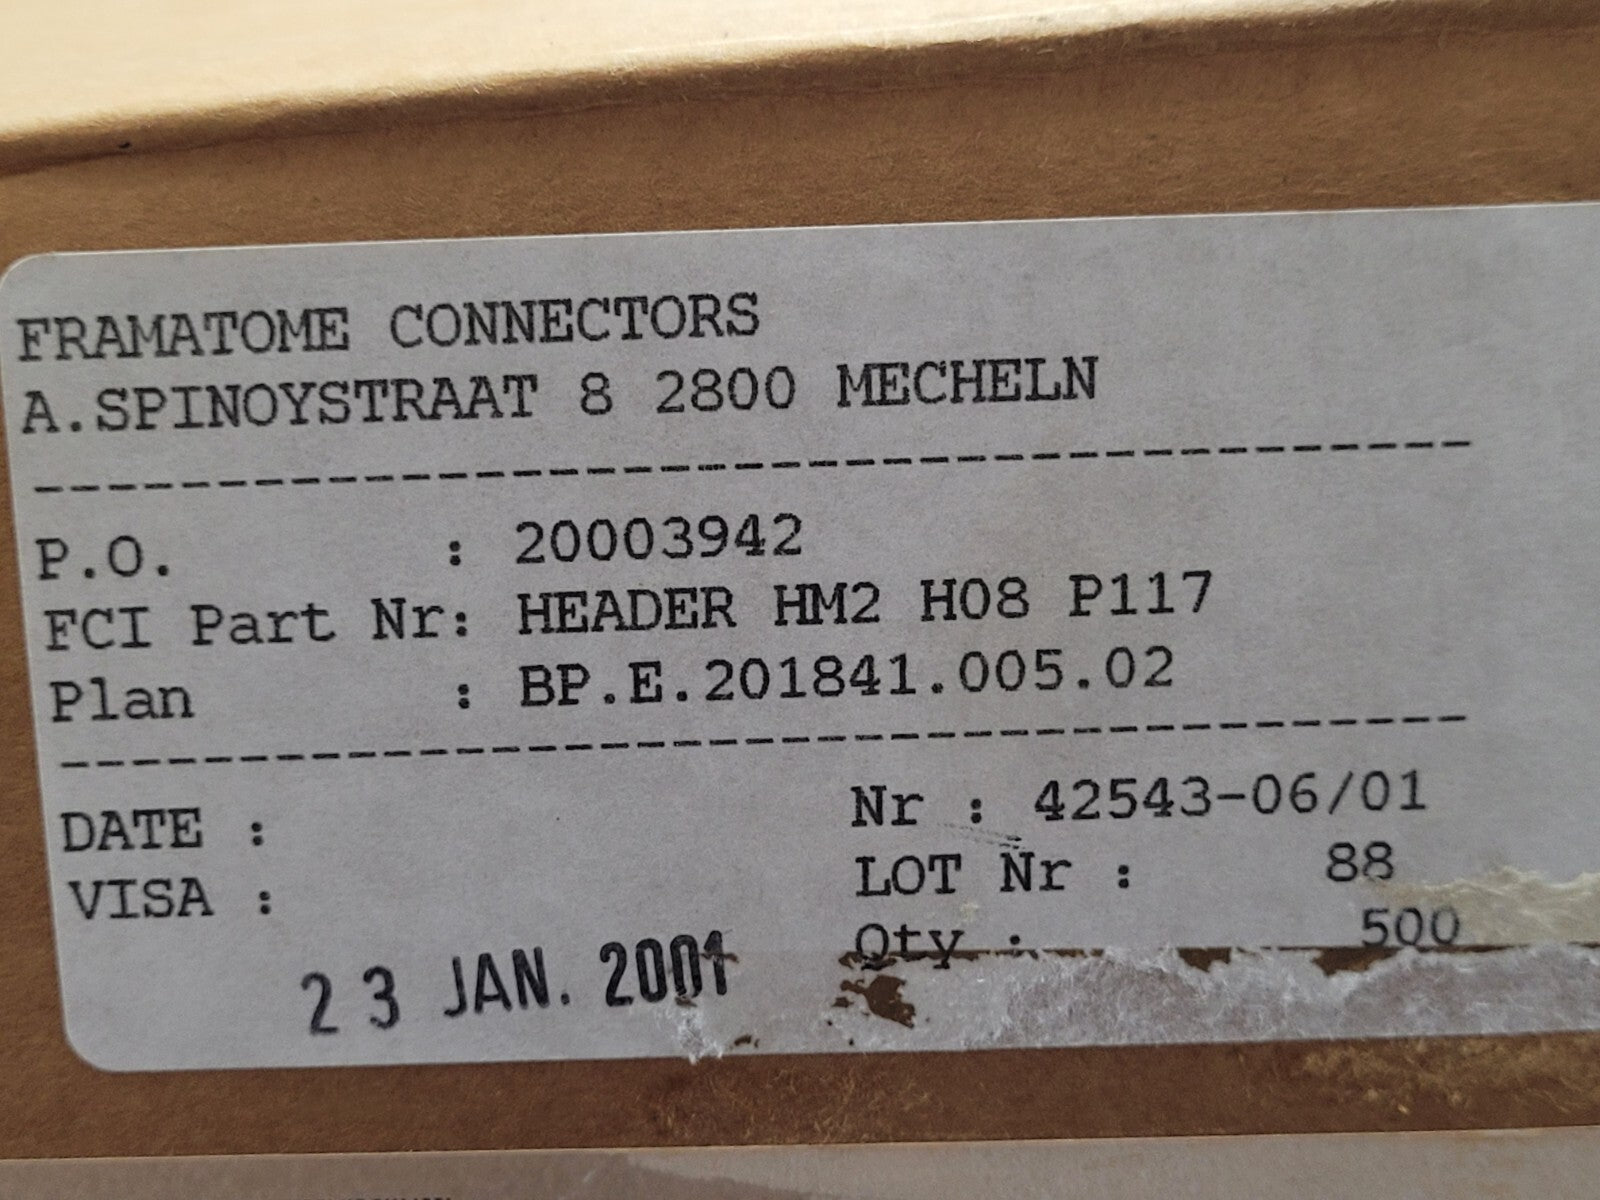 FRAMATOME CONNECTORS
A.SPINOYSTRAAT 8 2800 MECHELN
------------------------------------------------------------
P.O. : 20003942
FCI Part Nr: HEADER HM2 H08 P117
Plan : BP.E.201841.005.02
------------------------------------------------------------
DATE : Nr : 42543-06/01
VISA : LOT Nr : 88
Qty : 500
23 JAN. 2001